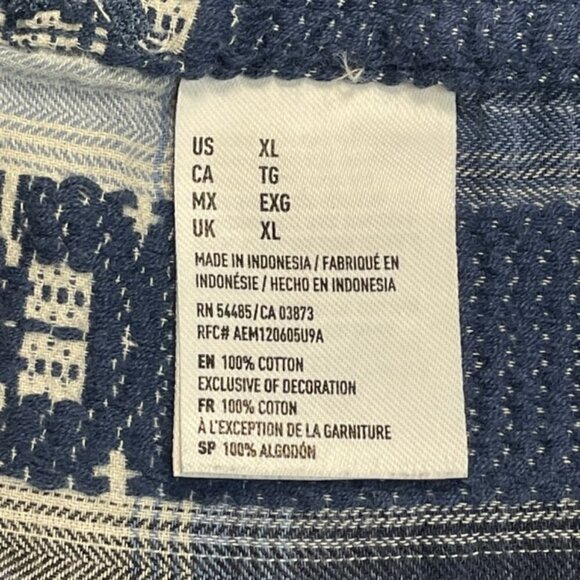 US XL
CA TG
MX EXG
UK XL
MADE IN INDONESIA / FABRIQUÉ EN
INDONÉSIE / HECHO EN INDONESIA
RN 54485/CA 03873
RFC# AEM120605U9A
EN 100% COTTON
EXCLUSIVE OF DECORATION
FR 100% COTON
À L'EXCEPTION DE LA GARNITURE
SP 100% ALGODÓN